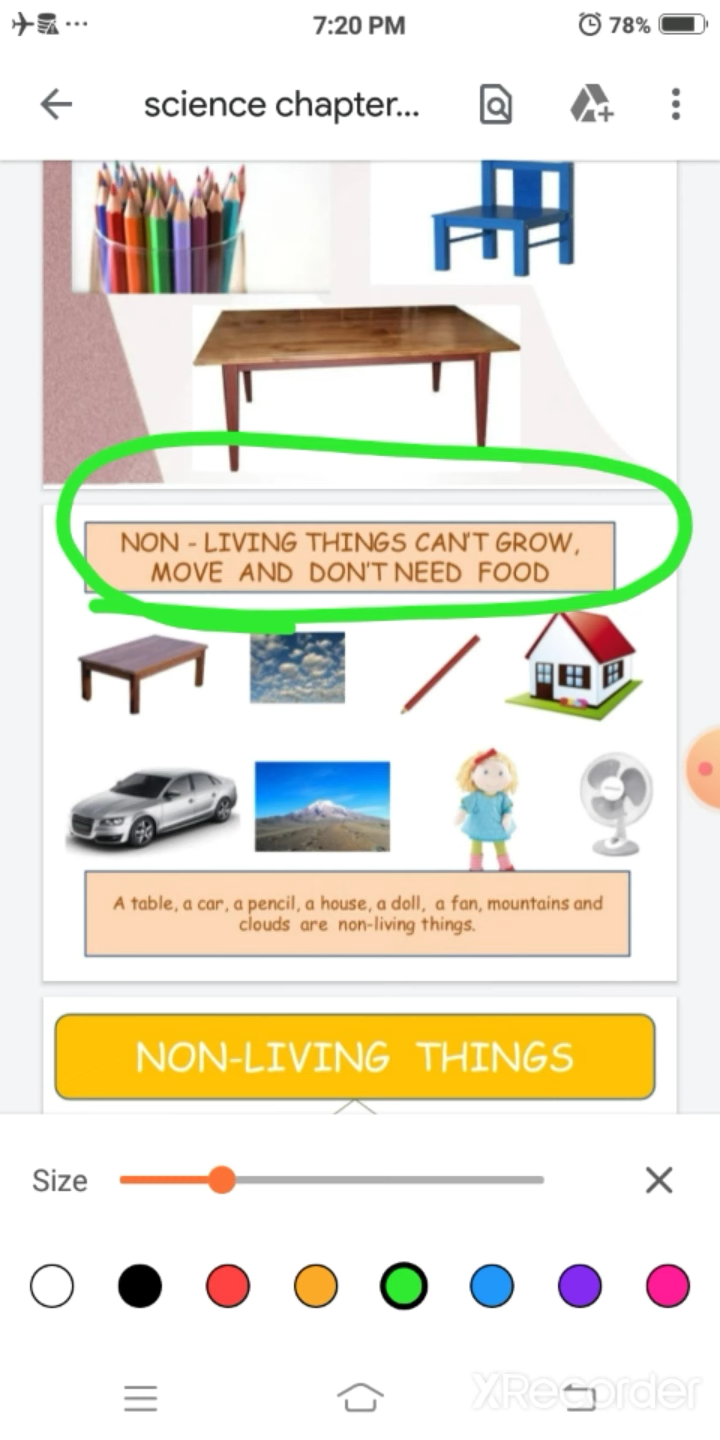 7:20 PM
78%
science chapter...
NON - LIVING THINGS CAN'T GROW,
MOVE AND DON'T NEED FOOD
A table, a car, a pencil, a house, a doll, a fan, mountains and
clouds are non-living things.
NON-LIVING THINGS
Size
XRecorder